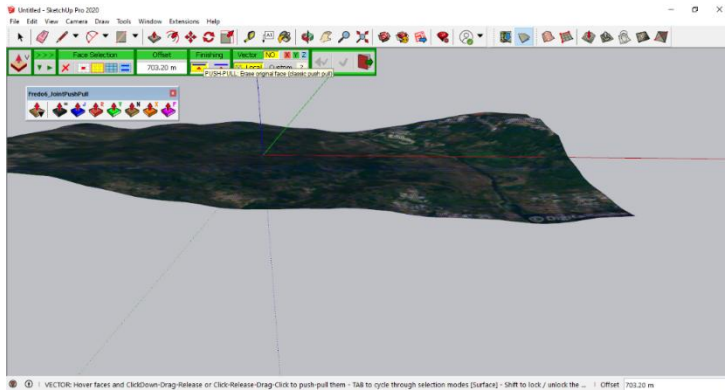 Untitled - SketchUp Pro 2020
File Edit View Camera Draw Tools Window Extensions Help
V >>> Face Selection Offset Finishing Vector NO X Y Z
703.20 m Local Custom ?
PUSH-PULL: Erase original face (classic push pull)
Fredo6_JointPushPull
© Digit
VECTOR: Hover faces and ClickDown-Drag-Release or Click-Release-Drag-Click to push-pull them - TAB to cycle through selection modes [Surface] - Shift to lock / unlock the ... Offset 703.20 m